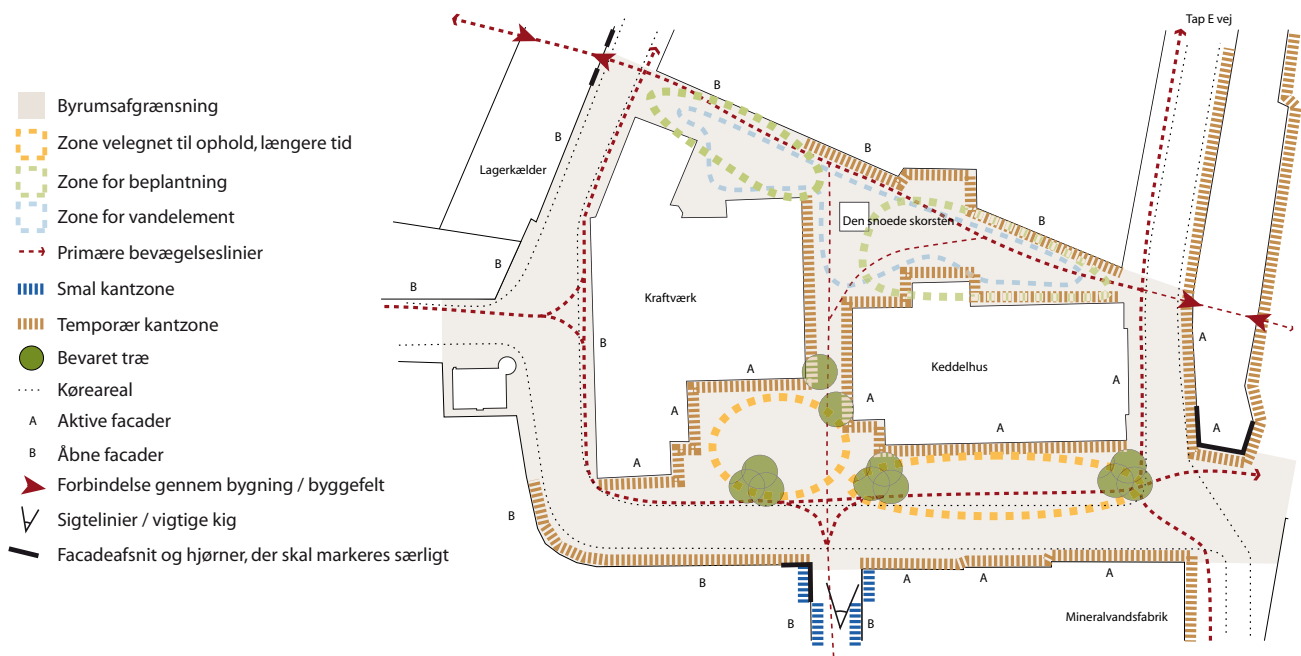 Byrumsafgrænsning
Zone velegnet til ophold, længere tid
Zone for beplantning
Zone for vandelement
Primære bevægelseslinier
Smal kantzone
Temporær kantzone
Bevaret træ
Køreareal
A Aktive facader
B Åbne facader
Forbindelse gennem bygning / byggefelt
Sigtelinier / vigtige kig
Facadeafsnit og hjørner, der skal markeres særligt
Tap E vej
B
B
B
Lagerkælder
B
Den snoede skorsten
B
B
B
Kraftværk
B
A
A
A
Keddelhus
A
A
A
A
A
A
B
B
A
A
A
Mineralvandsfabrik
B
B